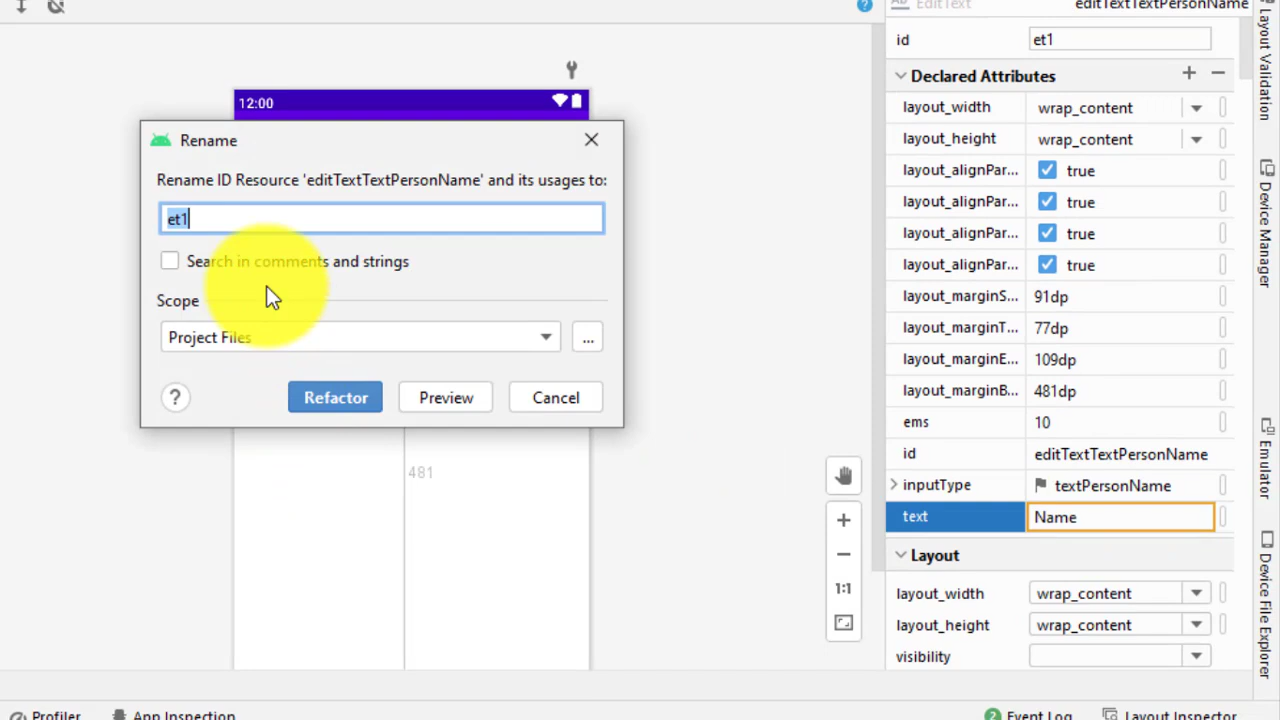 EditText
editTextTextPersonName
id
et1
Declared Attributes
layout_width
wrap_content
layout_height
wrap_content
layout_alignPar...
true
layout_alignPar...
true
layout_alignPar...
true
layout_alignPar...
true
layout_marginS...
91dp
layout_marginT...
77dp
layout_marginE...
109dp
layout_marginB...
481dp
ems
10
id
editTextTextPersonName
inputType
textPersonName
text
Name
Layout
layout_width
wrap_content
layout_height
wrap_content
visibility
12:00
Rename
Rename ID Resource 'editTextTextPersonName' and its usages to:
et1
Search in comments and strings
Scope
Project Files
...
?
Refactor
Preview
Cancel
481
1:1
Layout Validation
Device Manager
Emulator
Device File Explorer
Profiler
App Inspection
2
Event Log
Layout Inspector